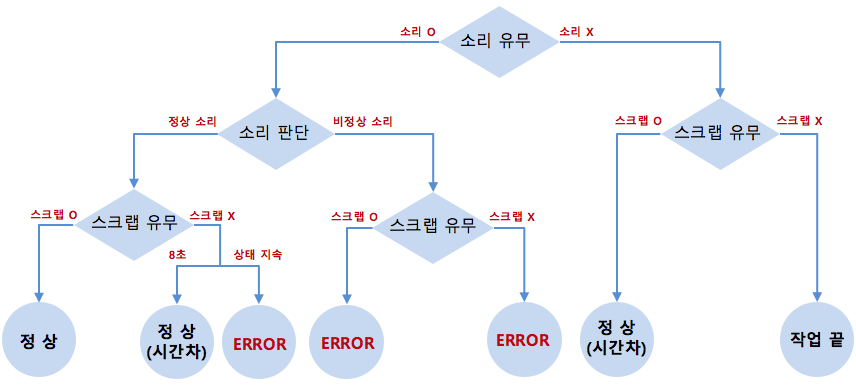 소리 유무
소리 O
소리 X
소리 판단
정상 소리
비정상 소리
스크랩 유무
스크랩 O
스크랩 X
스크랩 유무
스크랩 O
스크랩 X
스크랩 유무
스크랩 O
스크랩 X
8초
상태 지속
정 상
정 상
(시간차)
ERROR
ERROR
ERROR
정 상
(시간차)
작업 끝